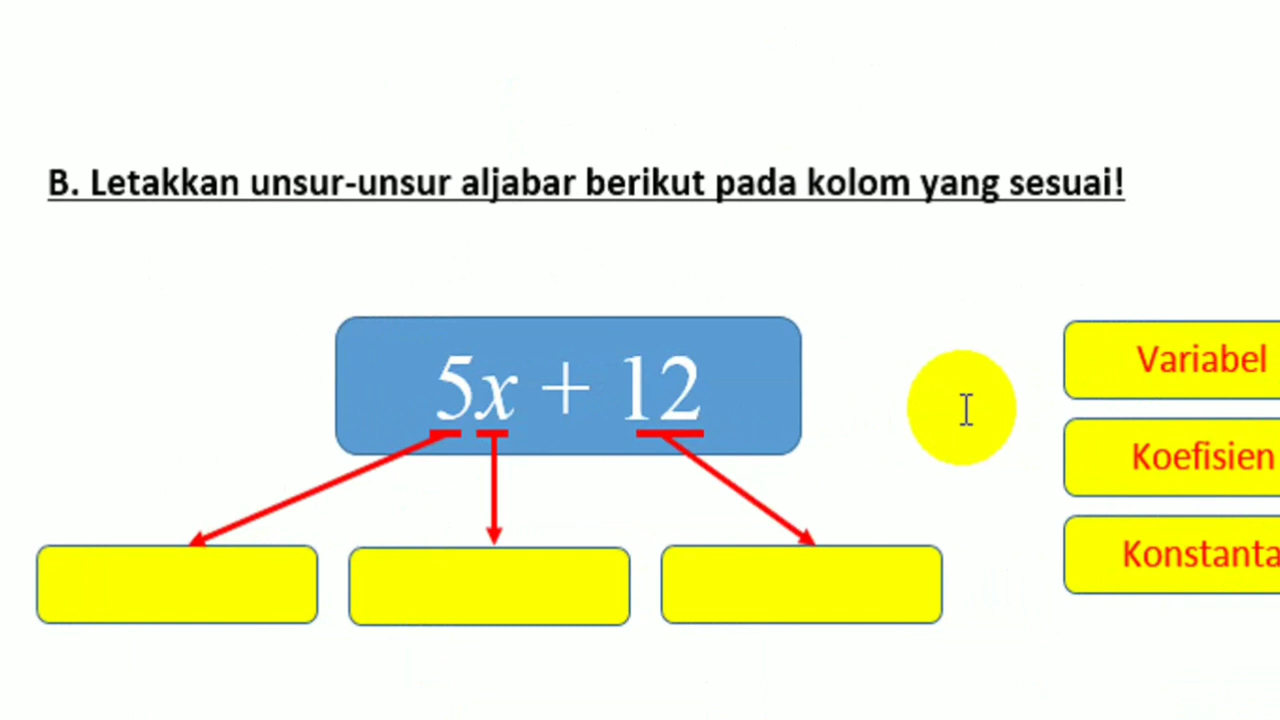 B. Letakkan unsur-unsur aljabar berikut pada kolom yang sesuai!
5x + 12
Variabel
Koefisien
Konstanta